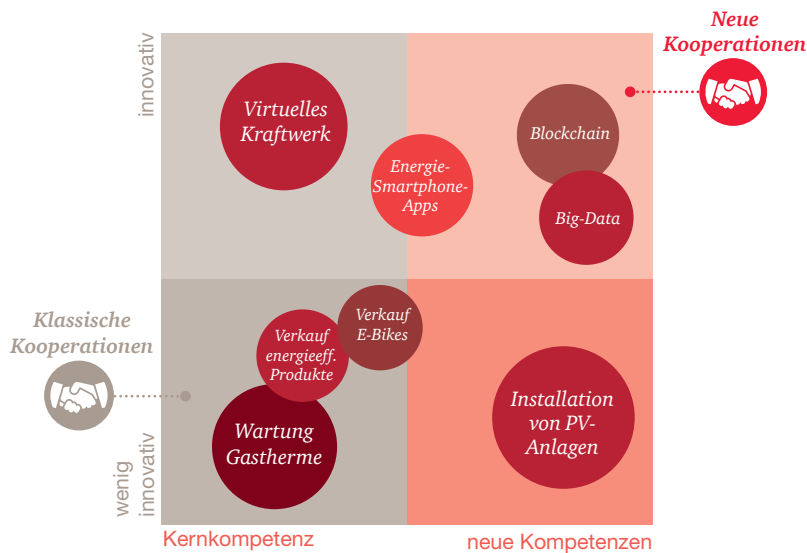 Neue
Kooperationen
innovativ
Virtuelles
Kraftwerk
Blockchain
Energie-
Smartphone-
Apps
Big-Data
Klassische
Kooperationen
Verkauf
E-Bikes
Verkauf
energieeff.
Produkte
Installation
von PV-
Anlagen
Wartung
Gastherme
wenig
innovativ
Kernkompetenz
neue Kompetenzen